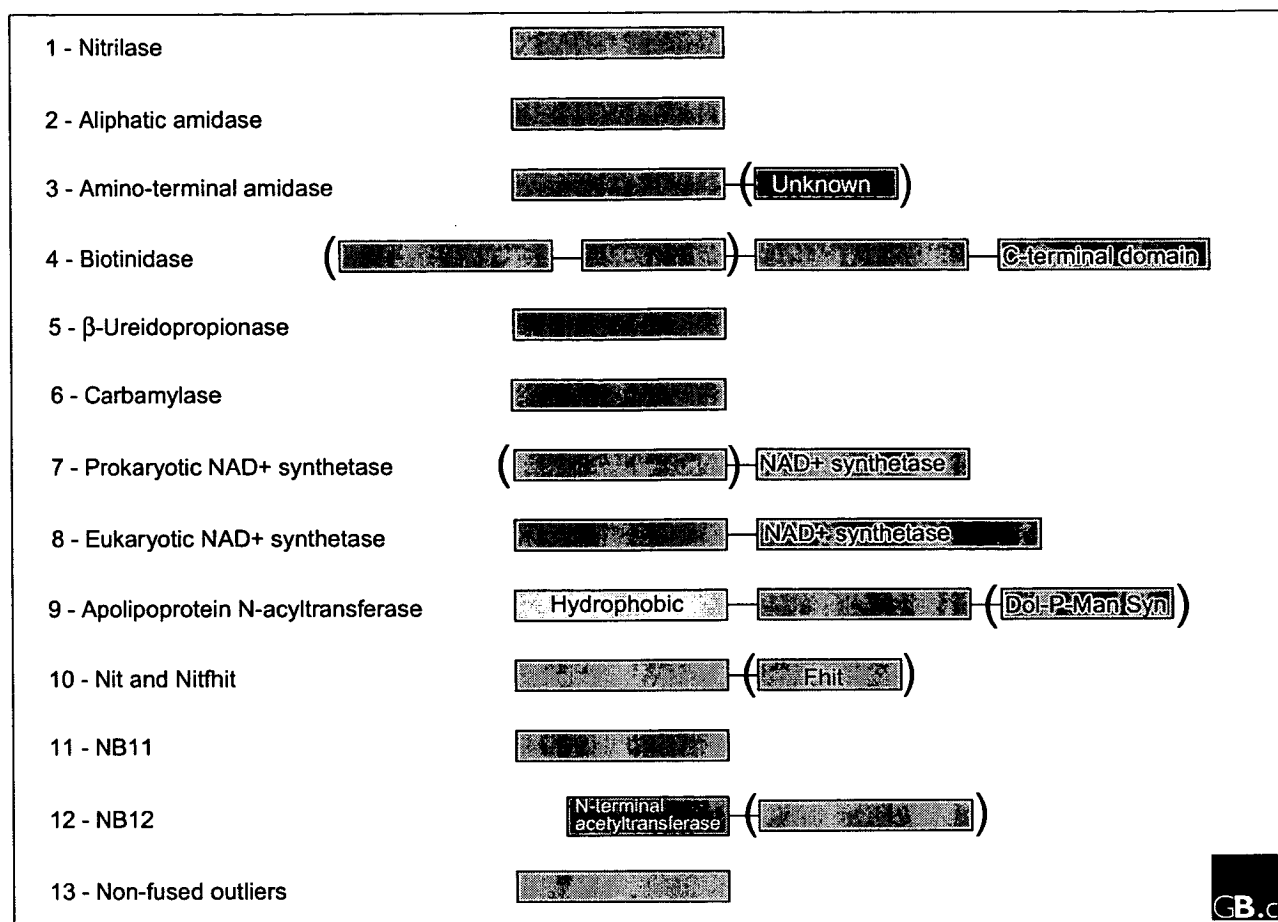 1 - Nitrilase
2 - Aliphatic amidase
3 - Amino-terminal amidase ( Unknown )
4 - Biotinidase ( ) C-terminal domain
5 - β-Ureidopropionase
6 - Carbamylase
7 - Prokaryotic NAD+ synthetase ( ) NAD+ synthetase
8 - Eukaryotic NAD+ synthetase NAD+ synthetase
9 - Apolipoprotein N-acyltransferase Hydrophobic ( Dol-P-Man Syn )
10 - Nit and Nitfhit ( Fhit )
11 - NB11
12 - NB12 N-terminal
acetyltransferase ( )
13 - Non-fused outliers
GB.c